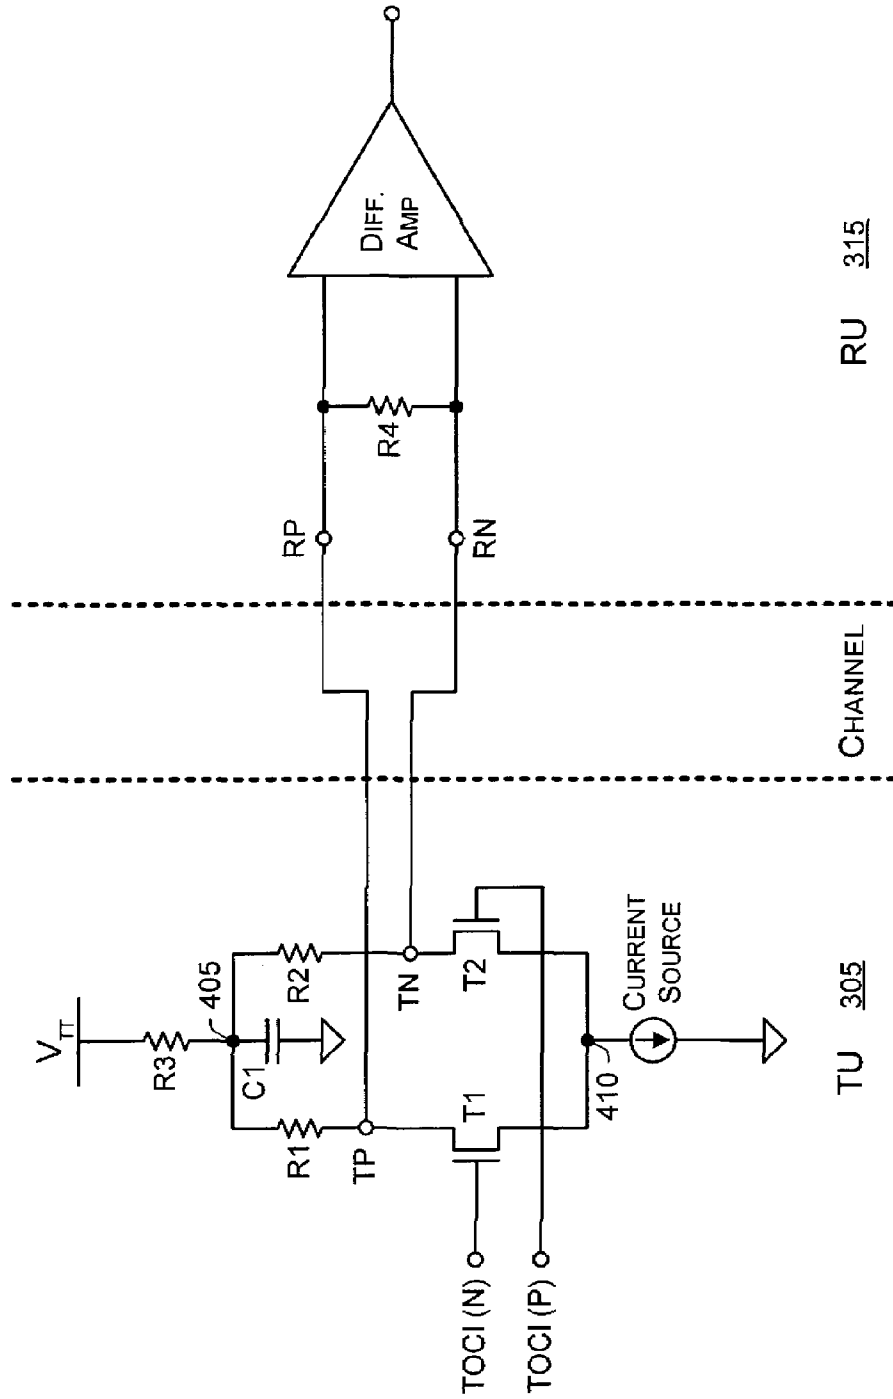 V_TT
R3
405
C1
R1
R2
TP
TN
T1
T2
410
CURRENT
SOURCE
TOCI (N)
TOCI (P)
TU 305
CHANNEL
RP
RN
R4
DIFF.
AMP
RU 315